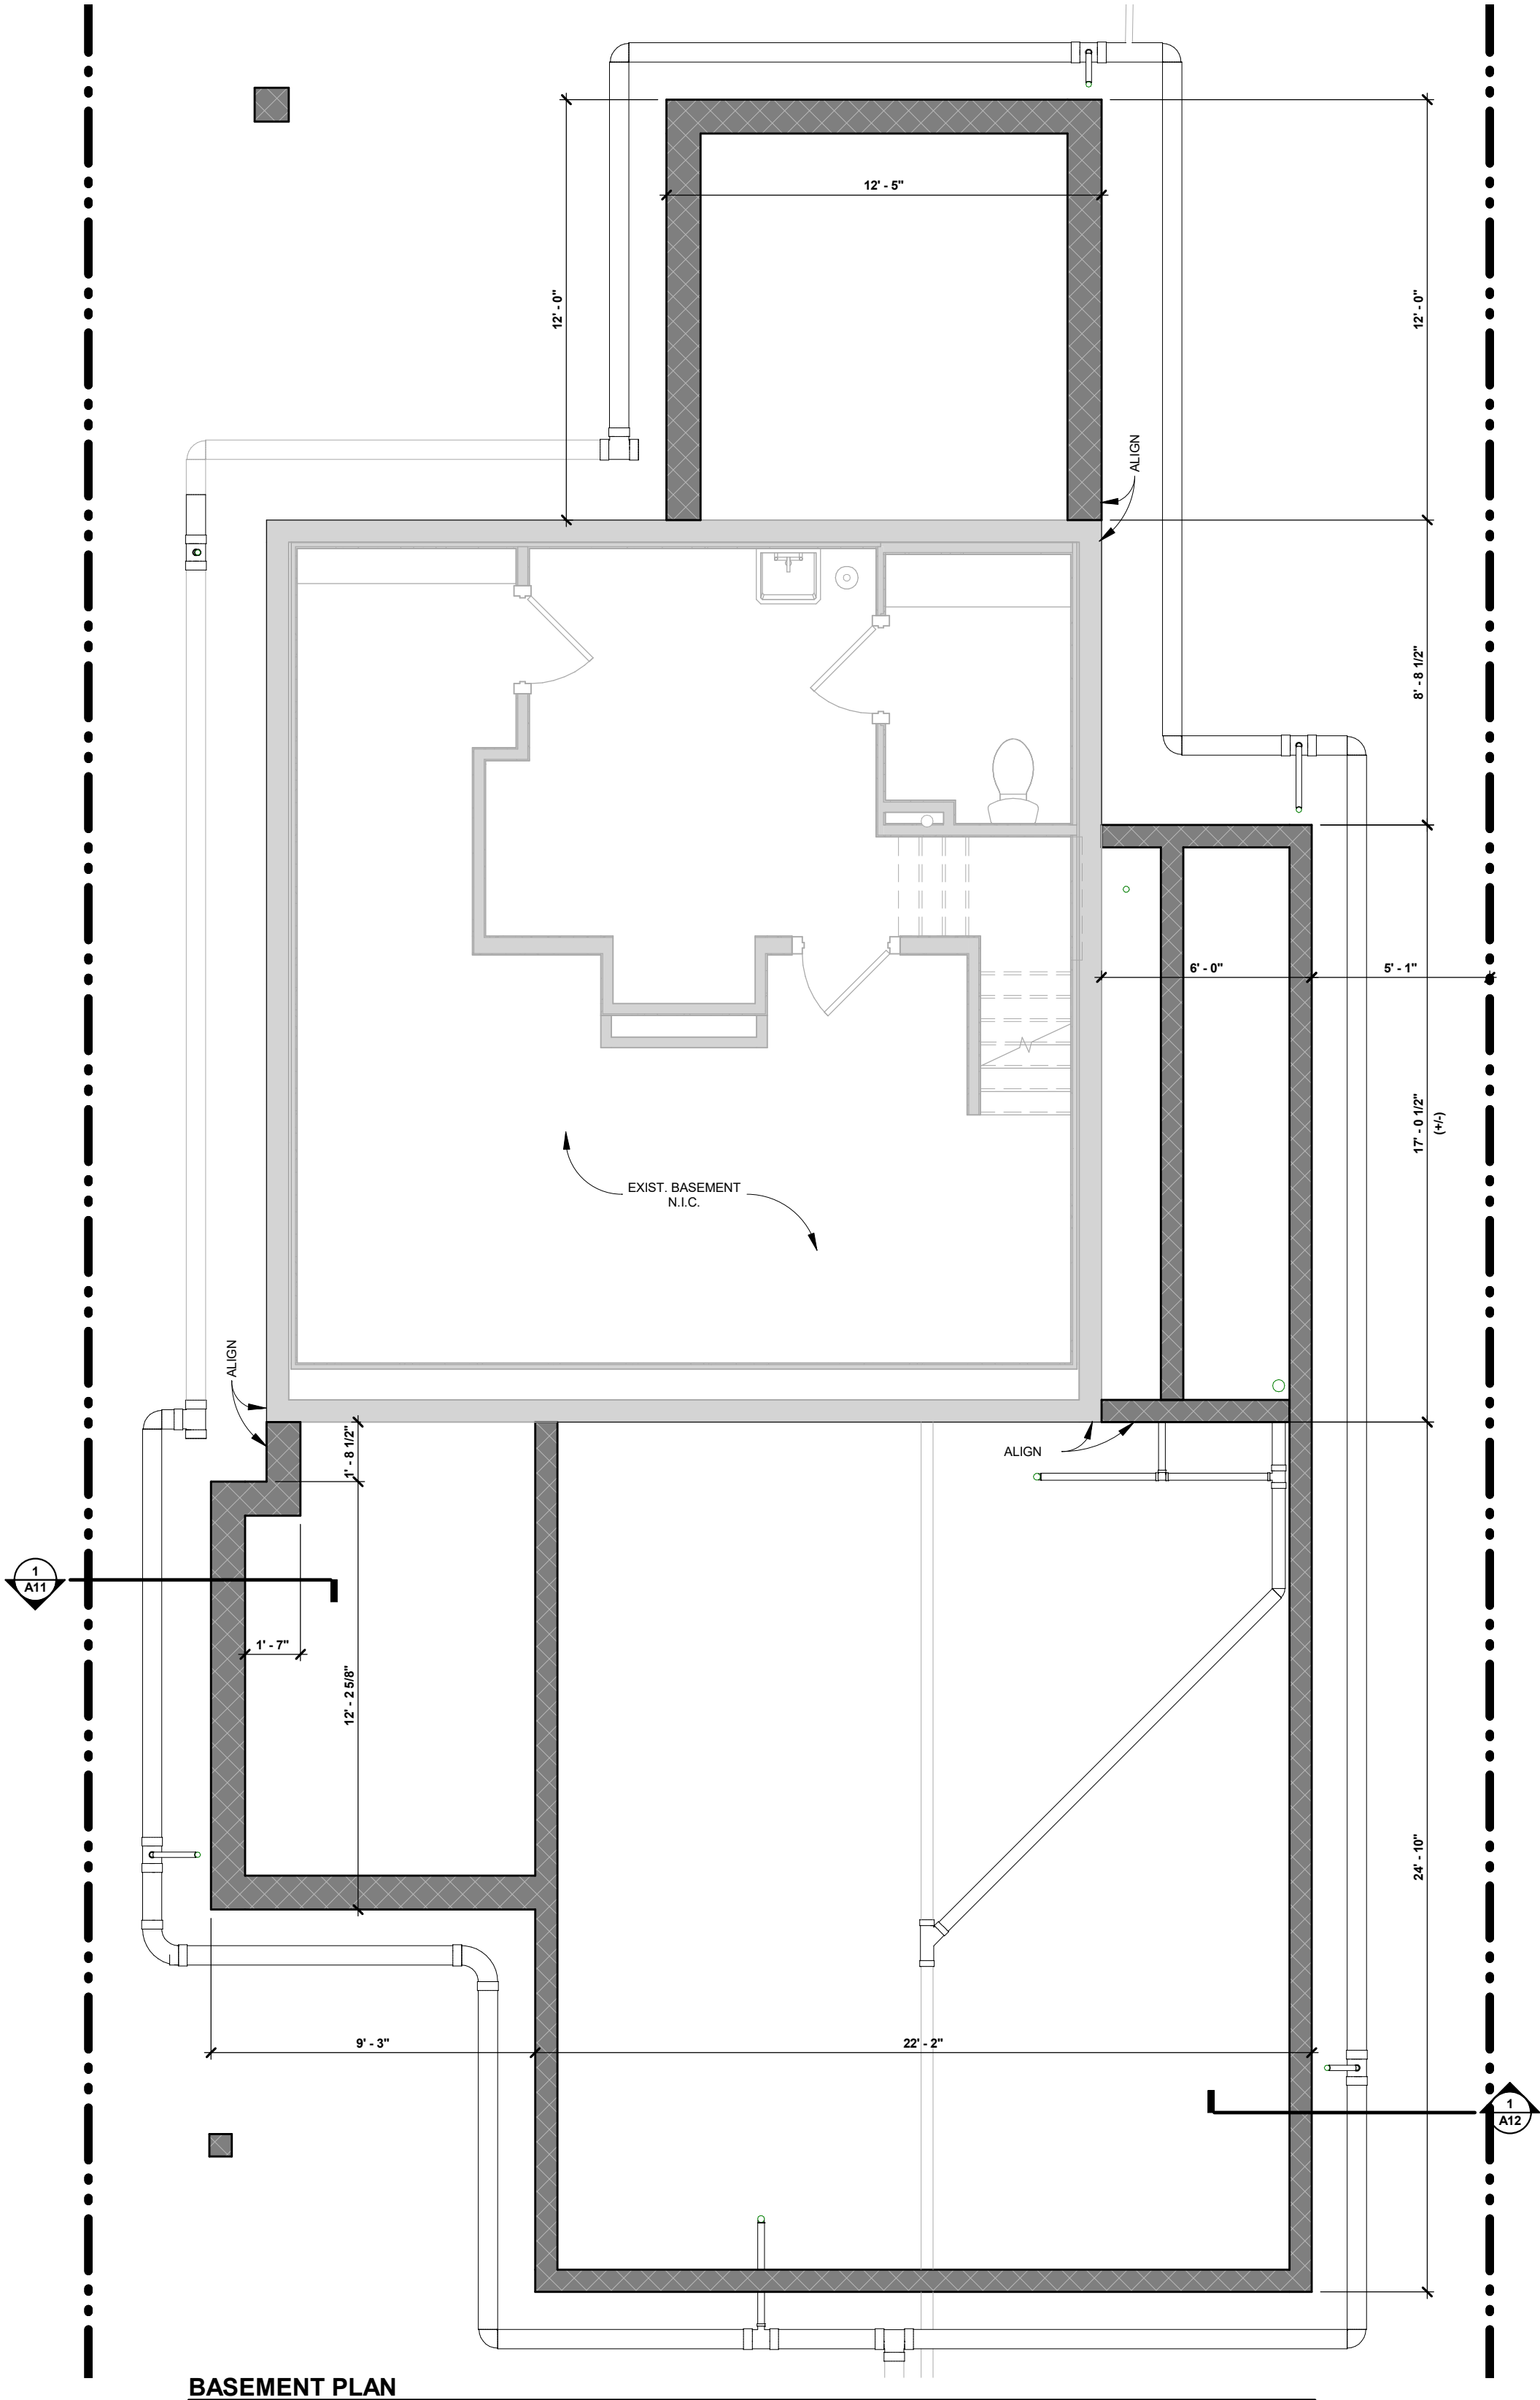 12' - 5"
12' - 0"
12' - 0"
ALIGN
8' - 8 1/2"
6' - 0"
5' - 1"
17' - 0 1/2"
(+/-)
EXIST. BASEMENT
N.I.C.
ALIGN
1' - 8 1/2"
ALIGN
1
A11
1' - 7"
12' - 2 5/8"
24' - 10"
9' - 3"
22' - 2"
1
A12
BASEMENT PLAN